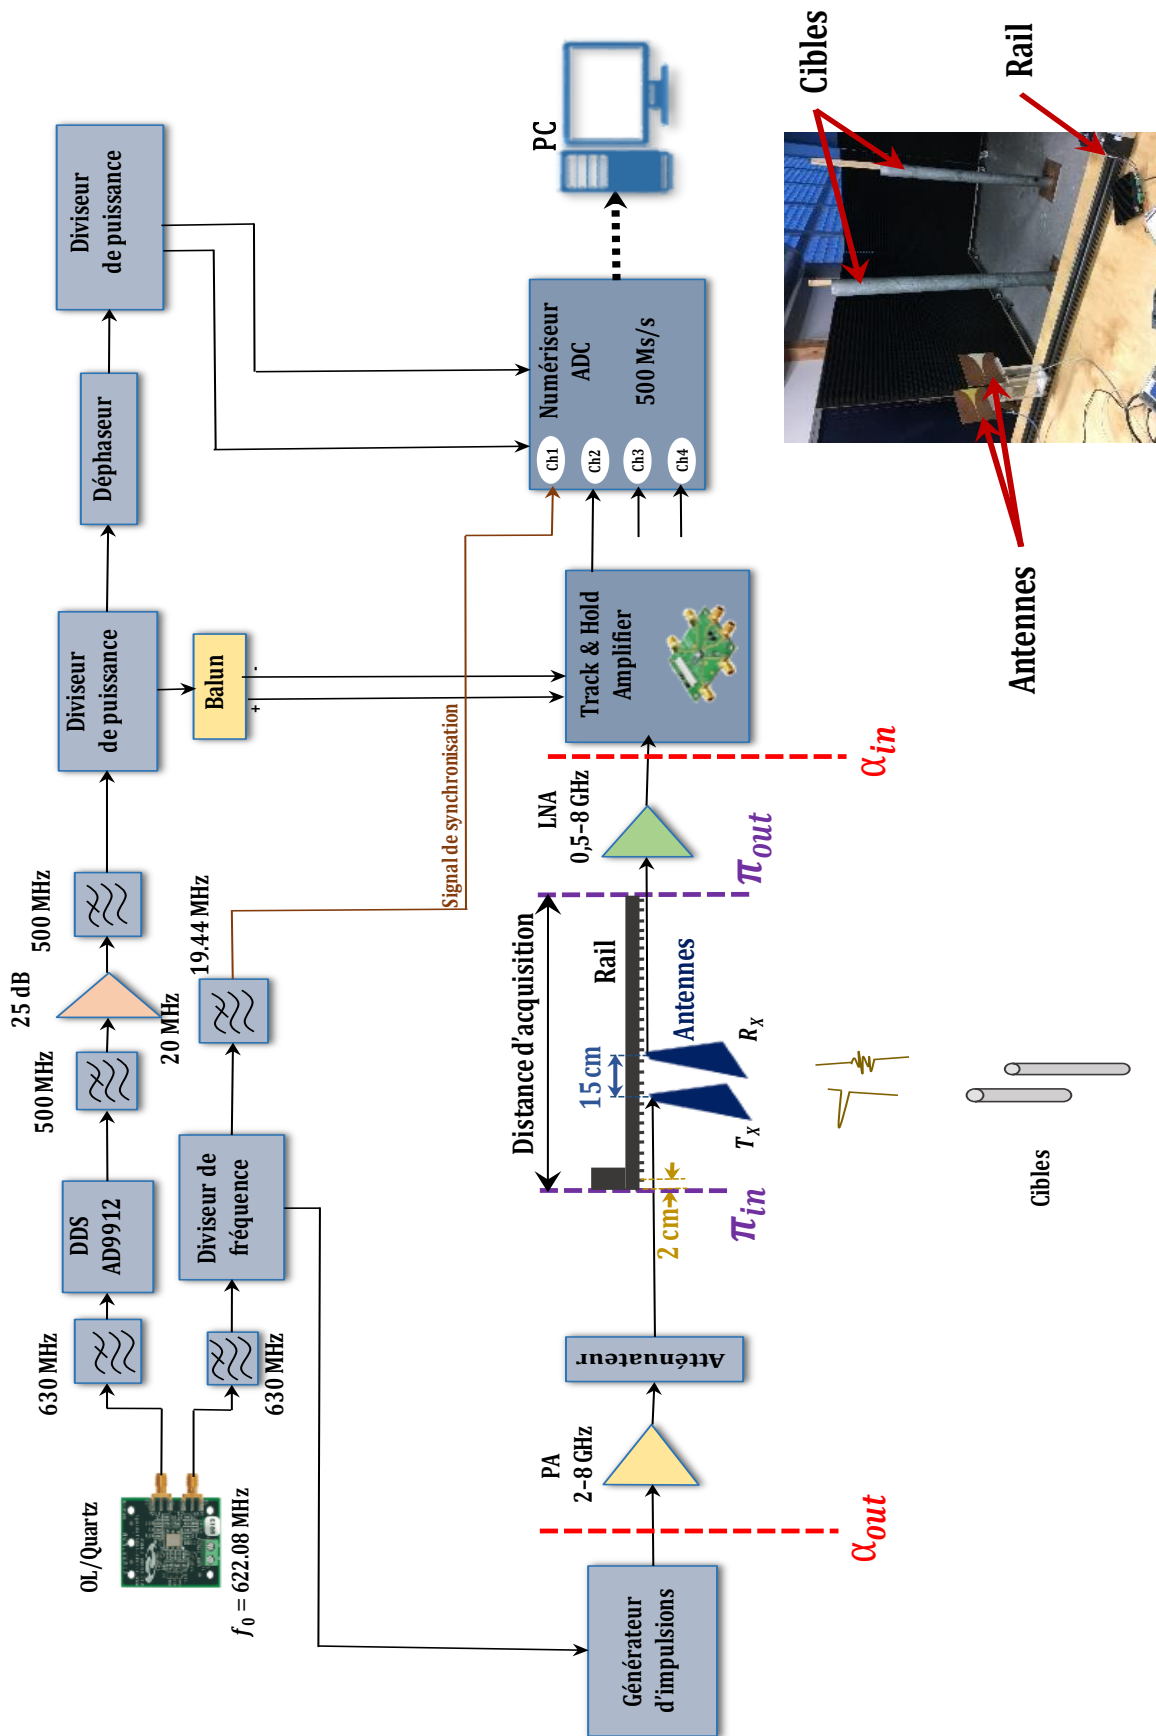 OL/Quartz
f₀ = 622.08 MHz
630 MHz
DDS
AD9912
500 MHz
25 dB
500 MHz
Diviseur
de puissance
Déphaseur
Diviseur
de puissance
630 MHz
Diviseur de
fréquence
20 MHz
19.44 MHz
Balun
+
-
Signal de synchronisation
Générateur
d'impulsions
αout
PA
2–8 GHz
Atténuateur
πin
2 cm
Distance d'acquisition
Rail
15 cm
Antennes
TX
RX
πout
LNA
0,5–8 GHz
αin
Track & Hold
Amplifier
Numériseur
ADC
500 Ms/s
Ch1
Ch2
Ch3
Ch4
PC
Cibles
Antennes
Cibles
Rail